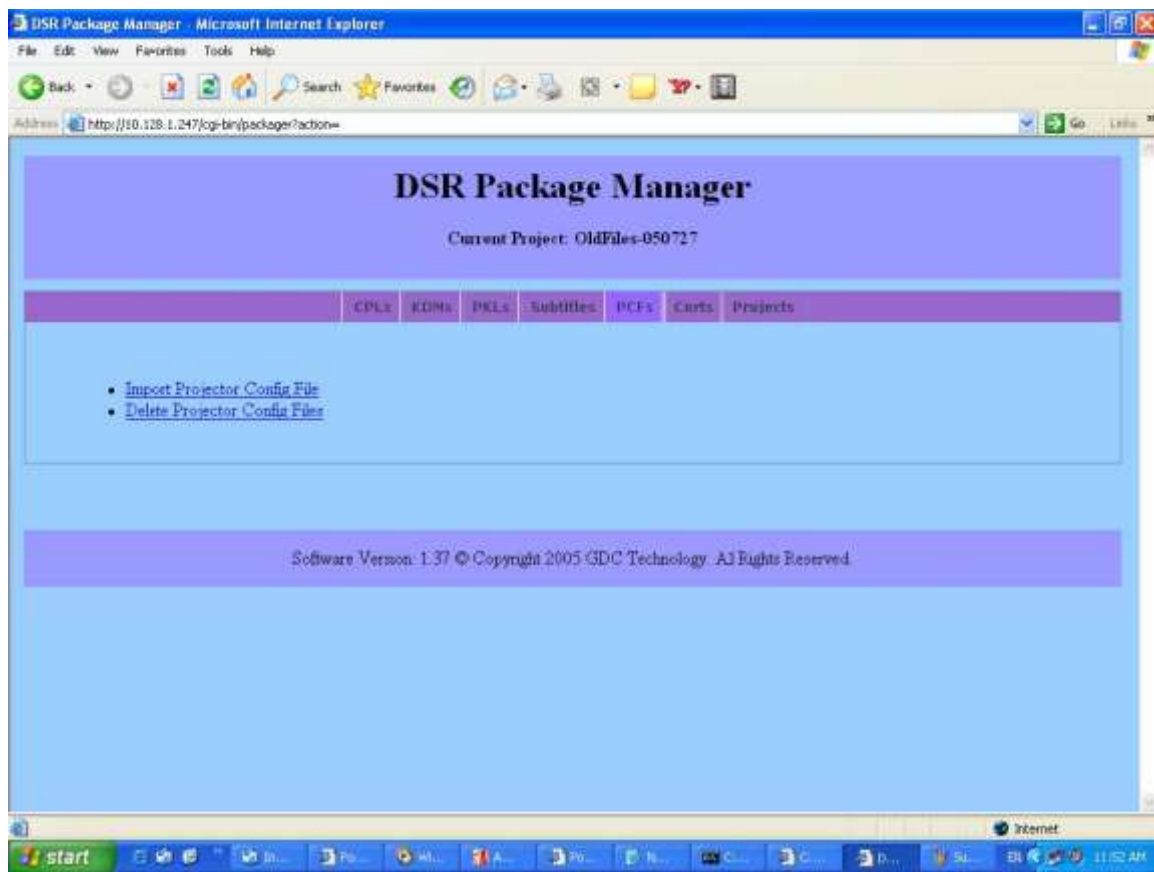 DSR Package Manager - Microsoft Internet Explorer
File Edit View Favorites Tools Help
Back Search Favorites
Address http://10.128.1.247/cgi-bin/packager?action= Go Links
DSR Package Manager
Current Project: OldFiles-050727
CPLs KDMs PKLs Subtitles PCFs Certs Projects
Import Projector Config File
Delete Projector Config Files
Software Version: 1.37 © Copyright 2005 GDC Technology. All Rights Reserved.
Internet
start EN 11:52 AM